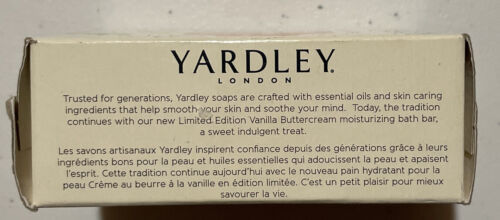 YARDLEY
LONDON
Trusted for generations, Yardley soaps are crafted with essential oils and skin caring
ingredients that help smooth your skin and soothe your mind. Today, the tradition
continues with our new Limited Edition Vanilla Buttercream moisturizing bath bar,
a sweet indulgent treat.
Les savons artisanaux Yardley inspirent confiance depuis des générations grâce à leurs
ingrédients bons pour la peau et huiles essentielles qui adoucissent la peau et apaisent
l'esprit. Cette tradition continue aujourd'hui avec le nouveau pain hydratant pour la
peau Crème au beurre à la vanille en édition limitée. C'est un petit plaisir pour mieux
savourer la vie.